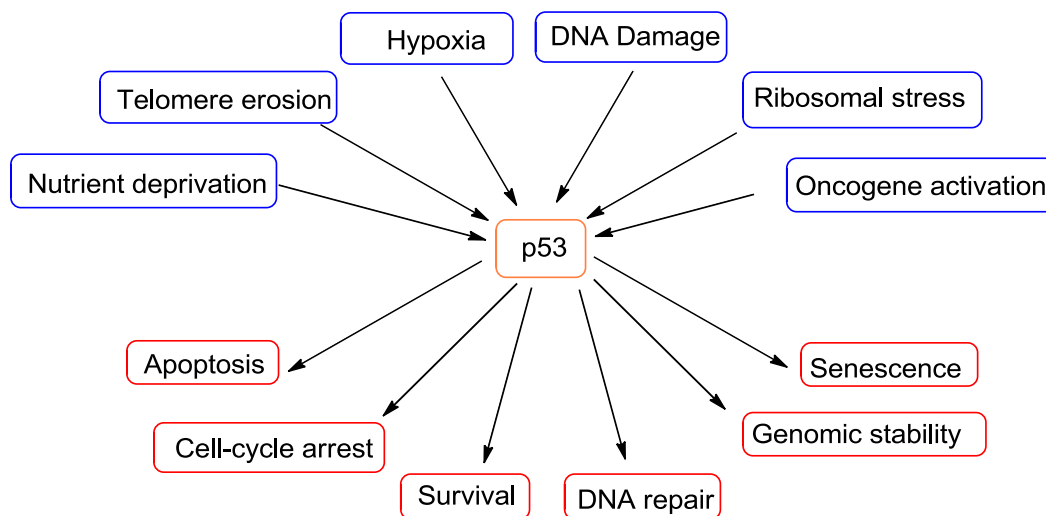 Hypoxia
DNA Damage
Telomere erosion
Ribosomal stress
Nutrient deprivation
Oncogene activation
p53
Apoptosis
Senescence
Cell-cycle arrest
Genomic stability
Survival
DNA repair